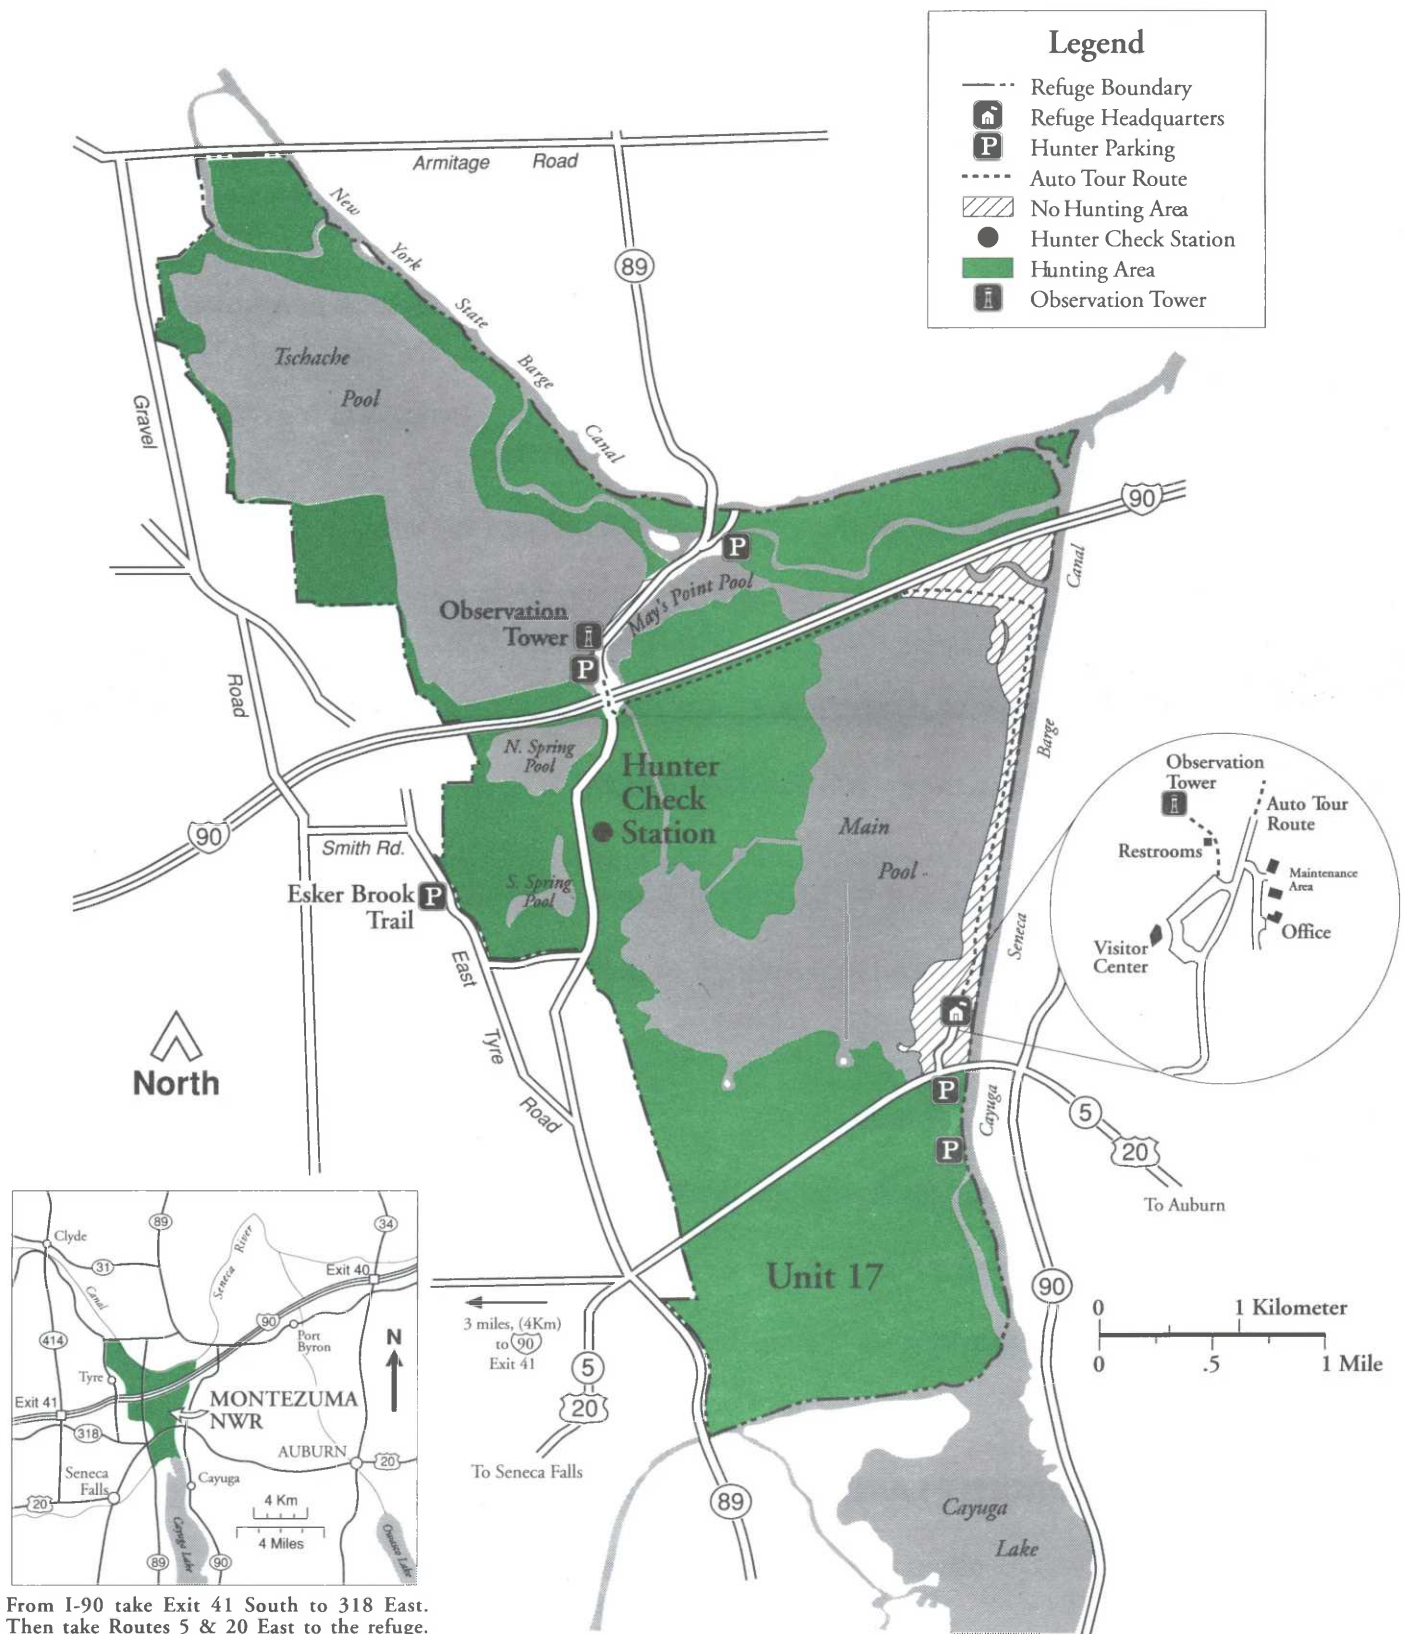 Legend
Refuge Boundary
Refuge Headquarters
P Hunter Parking
Auto Tour Route
No Hunting Area
Hunter Check Station
Hunting Area
Observation Tower
Armitage Road
New
York
State
Barge
Canal
89
Tschache
Pool
Gravel
Road
90
Canal
P
May's Point Pool
Observation
Tower
P
N. Spring
Pool
Hunter
Check
Station
Main
Pool
Barge
Seneca
90
Smith Rd.
Esker Brook
Trail
P
S. Spring
Pool
East
Tyre
Road
Observation
Tower
Auto Tour
Route
Restrooms
Maintenance
Area
Office
Visitor
Center
North
P
P
Cayuga
5
20
To Auburn
Unit 17
90
0 1 Kilometer
0 .5 1 Mile
3 miles, (4Km)
to 90
Exit 41
5
20
To Seneca Falls
89
Cayuga
Lake
Clyde
89
34
31
Seneca River
Canal
Exit 40
90
414
Port
Byron
N
Tyre
Exit 41
MONTEZUMA
NWR
318
AUBURN
20
Seneca
Falls
Cayuga
20
4 Km
4 Miles
Cayuga Lake
Owasco Lake
89
90
From I-90 take Exit 41 South to 318 East.
Then take Routes 5 & 20 East to the refuge.